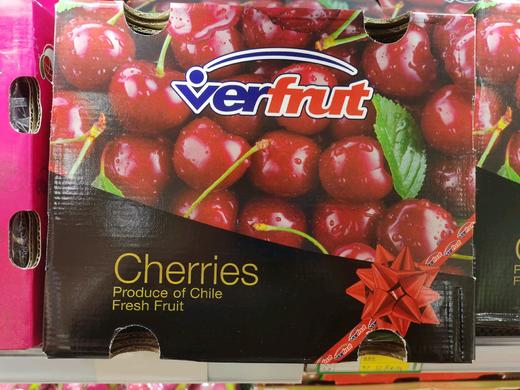 verfrut
Cherries
Produce of Chile
Fresh Fruit